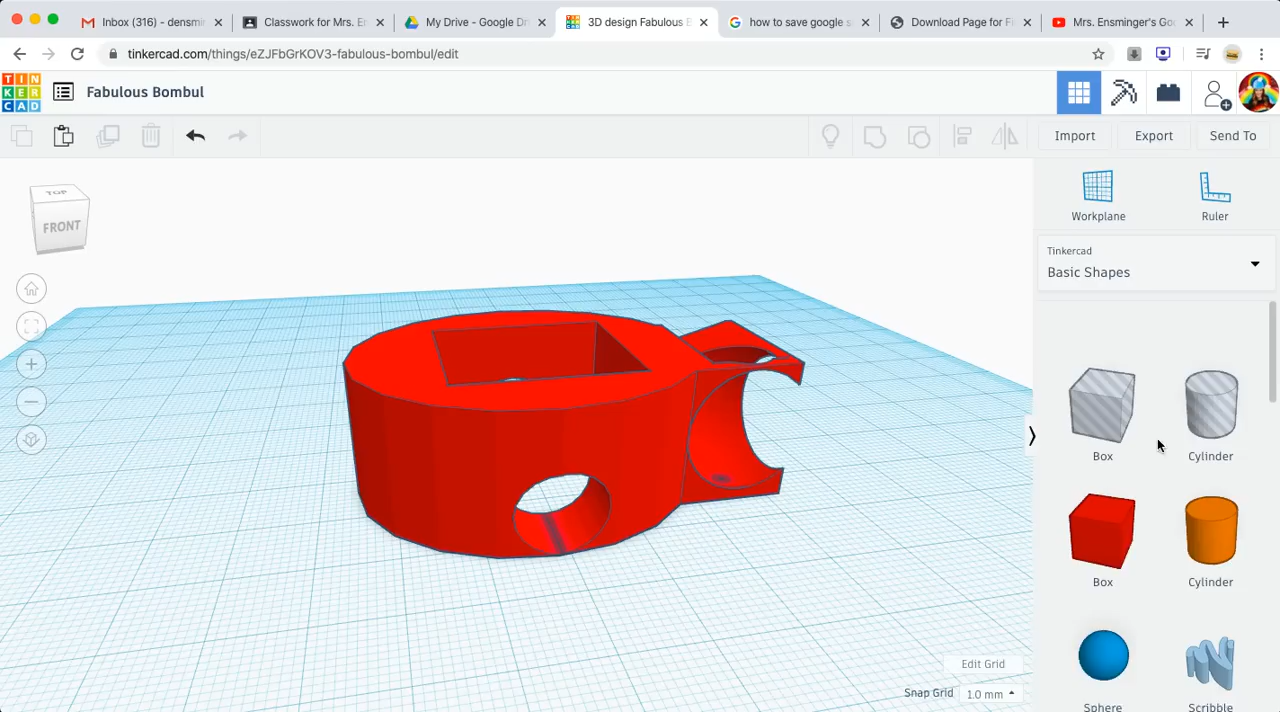 Inbox (316) - densmi
Classwork for Mrs. E
My Drive - Google Dr
3D design Fabulous B
how to save google s
Download Page for Fi
Mrs. Ensminger's Go
tinkercad.com/things/eZJFbGrKOV3-fabulous-bombul/edit
TIN
KER
CAD
Fabulous Bombul
Import
Export
Send To
TOP
FRONT
Workplane
Ruler
Tinkercad
Basic Shapes
Box
Cylinder
Box
Cylinder
Sphere
Scribble
Edit Grid
Snap Grid
1.0 mm